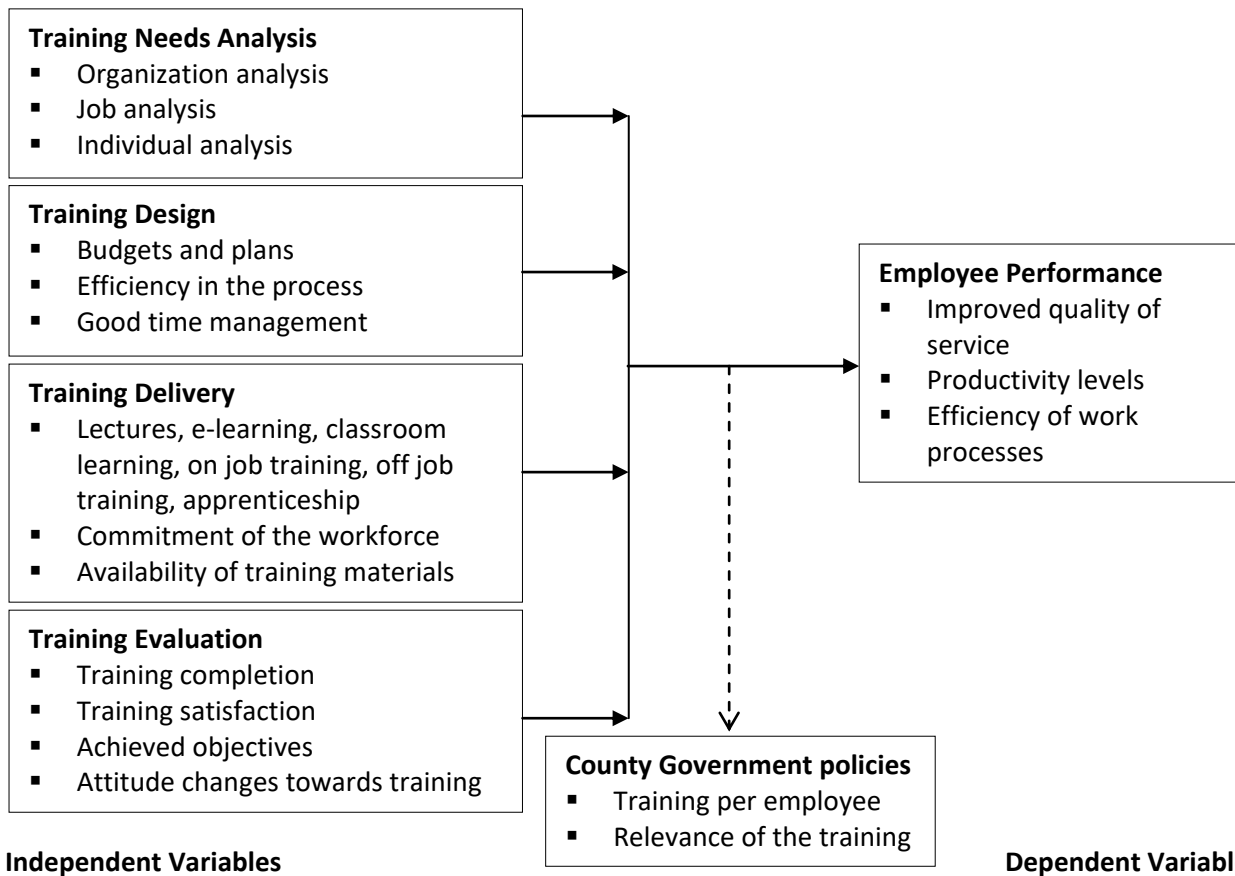 Training Needs Analysis
▪ Organization analysis
▪ Job analysis
▪ Individual analysis
Training Design
▪ Budgets and plans
▪ Efficiency in the process
▪ Good time management
Training Delivery
▪ Lectures, e-learning, classroom
learning, on job training, off job
training, apprenticeship
▪ Commitment of the workforce
▪ Availability of training materials
Training Evaluation
▪ Training completion
▪ Training satisfaction
▪ Achieved objectives
▪ Attitude changes towards training
Employee Performance
▪ Improved quality of
service
▪ Productivity levels
▪ Efficiency of work
processes
County Government policies
▪ Training per employee
▪ Relevance of the training
Independent Variables
Dependent Variabl